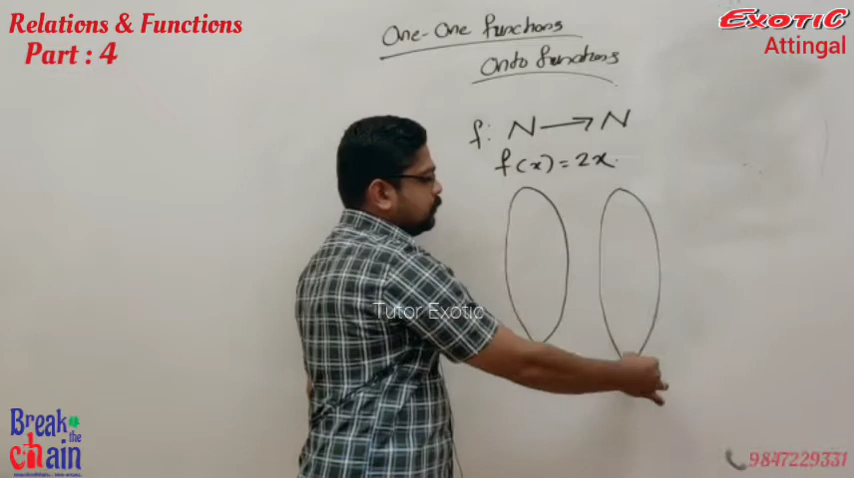 Relations & Functions
Part : 4
EXOTIC
Attingal
One-One functions
Onto functions
f: N → N
f(x) = 2x.
Tutor Exotic
Break
the
chain
9847229331